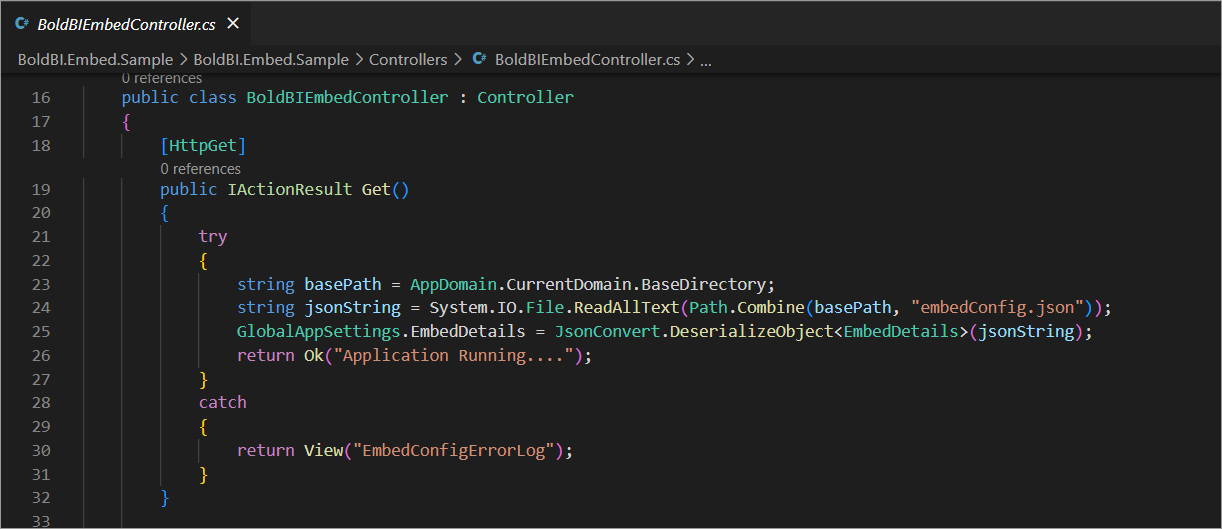 BoldBIEmbedController.cs
BoldBI.Embed.Sample > BoldBI.Embed.Sample > Controllers > C# BoldBIEmbedController.cs > ...
0 references
16 public class BoldBIEmbedController : Controller
17 {
18 [HttpGet]
0 references
19 public IActionResult Get()
20 {
21 try
22 {
23 string basePath = AppDomain.CurrentDomain.BaseDirectory;
24 string jsonString = System.IO.File.ReadAllText(Path.Combine(basePath, "embedConfig.json"));
25 GlobalAppSettings.EmbedDetails = JsonConvert.DeserializeObject<EmbedDetails>(jsonString);
26 return Ok("Application Running....");
27 }
28 catch
29 {
30 return View("EmbedConfigErrorLog");
31 }
32 }
33